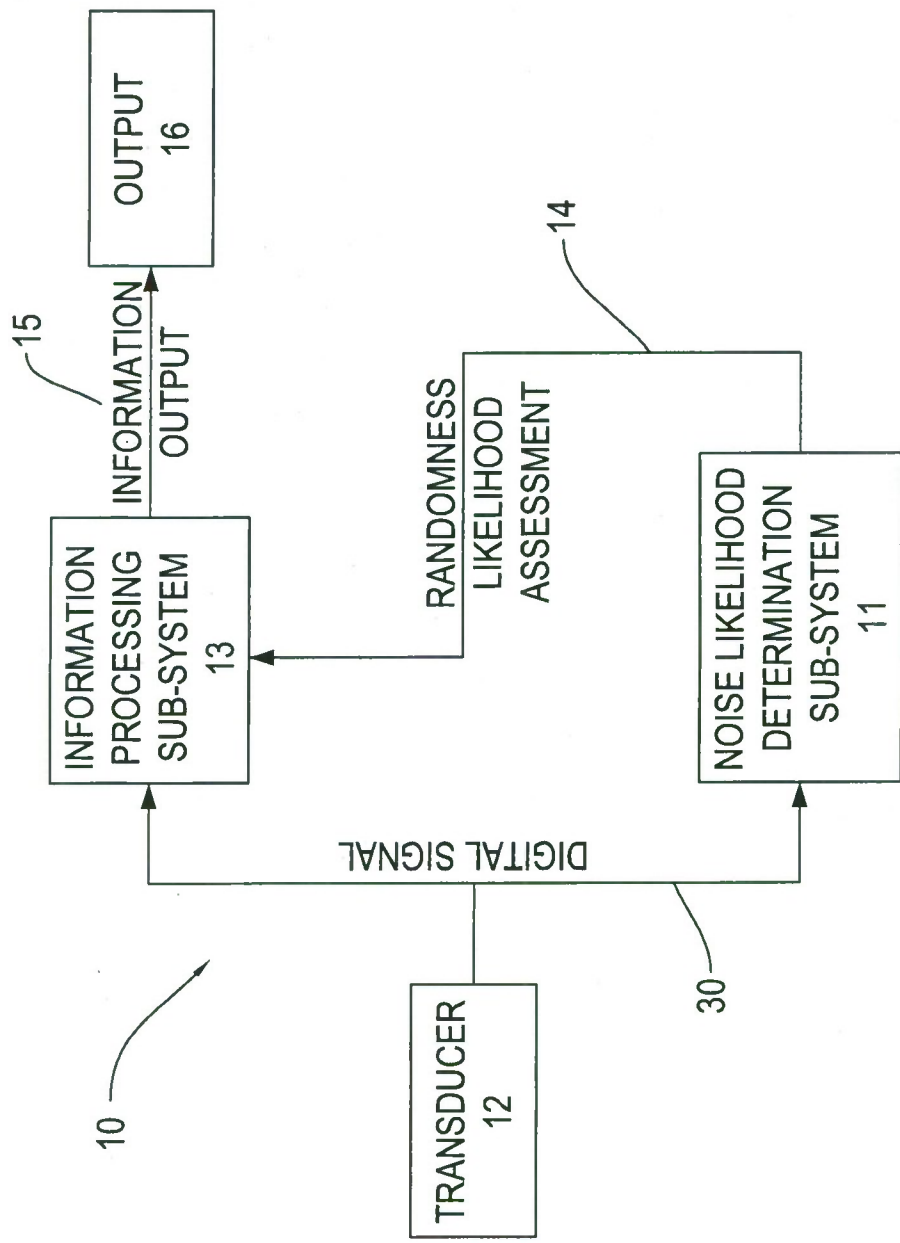 10
TRANSDUCER
12
DIGITAL SIGNAL
30
INFORMATION
PROCESSING
SUB-SYSTEM
13
15
INFORMATION
OUTPUT
OUTPUT
16
RANDOMNESS
LIKELIHOOD
ASSESSMENT
14
NOISE LIKELIHOOD
DETERMINATION
SUB-SYSTEM
11